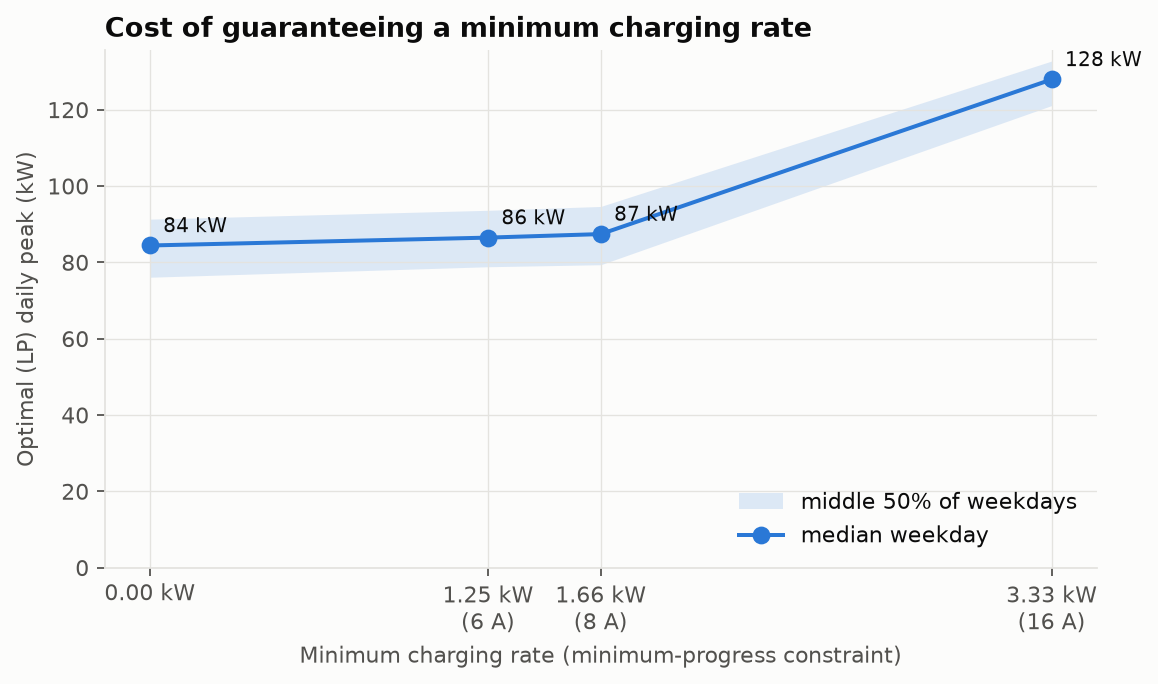 Cost of guaranteeing a minimum charging rate
128 kW
84 kW
86 kW
87 kW
Optimal (LP) daily peak (kW)
120
100
80
60
40
20
0
middle 50% of weekdays
median weekday
0.00 kW
1.25 kW
(6 A)
1.66 kW
(8 A)
3.33 kW
(16 A)
Minimum charging rate (minimum-progress constraint)